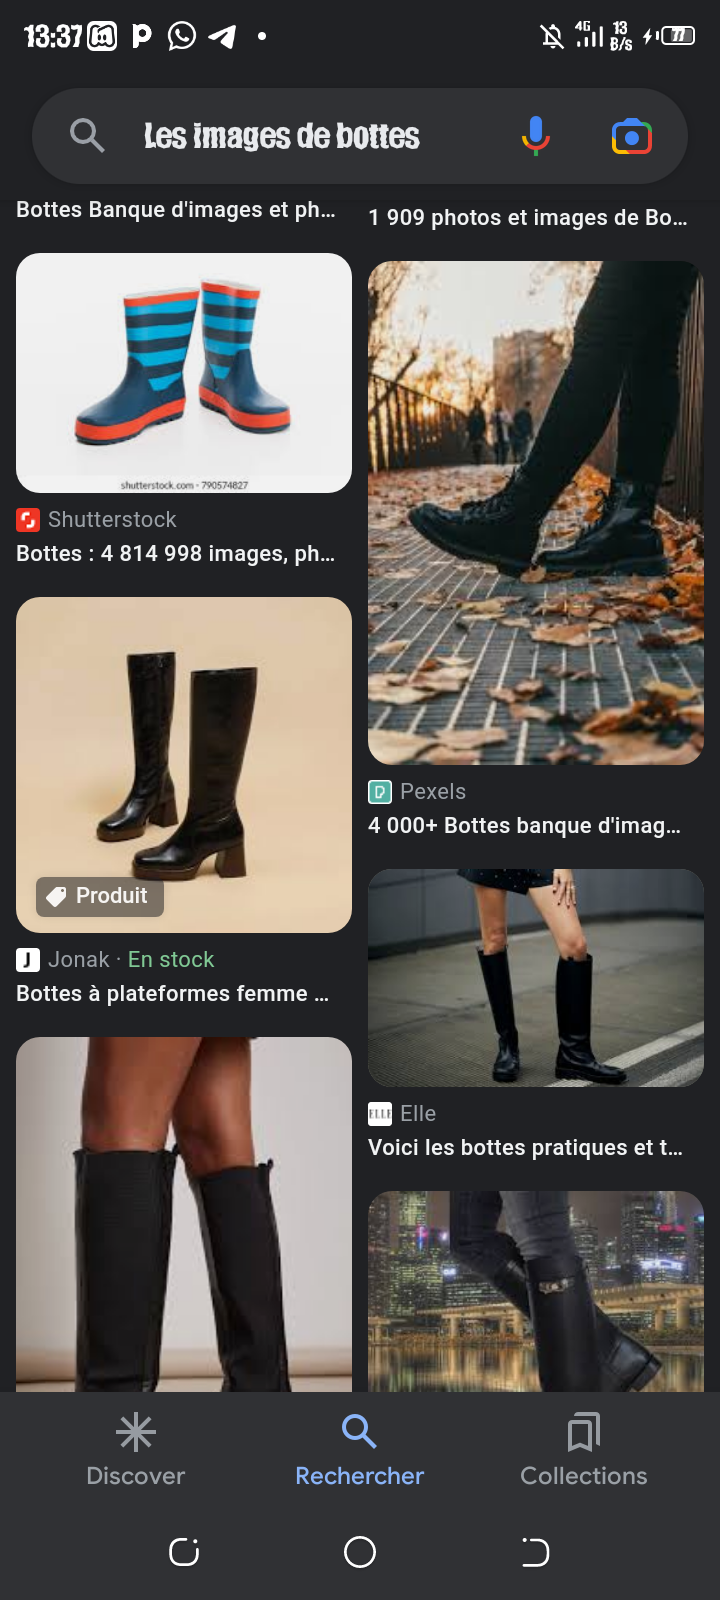 13:37
4G
13
B/s
77
Les images de bottes
Bottes Banque d'images et ph...
1 909 photos et images de Bo...
shutterstock.com · 790574827
Shutterstock
Bottes : 4 814 998 images, ph...
Pexels
4 000+ Bottes banque d'imag...
Produit
J
Jonak · En stock
Bottes à plateformes femme ...
ELLE
Elle
Voici les bottes pratiques et t...
Discover
Rechercher
Collections